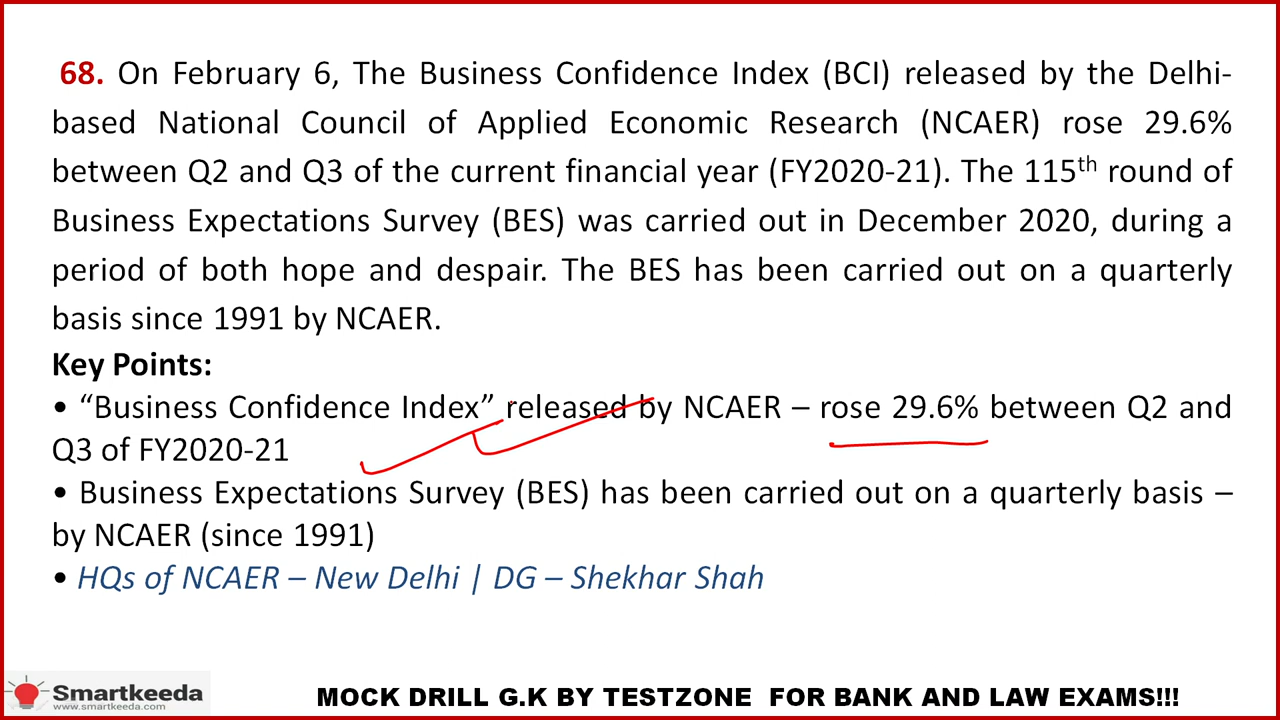 68. On February 6, The Business Confidence Index (BCI) released by the Delhi-
based National Council of Applied Economic Research (NCAER) rose 29.6%
between Q2 and Q3 of the current financial year (FY2020-21). The 115th round of
Business Expectations Survey (BES) was carried out in December 2020, during a
period of both hope and despair. The BES has been carried out on a quarterly
basis since 1991 by NCAER.
Key Points:
• “Business Confidence Index” released by NCAER – rose 29.6% between Q2 and
Q3 of FY2020-21
• Business Expectations Survey (BES) has been carried out on a quarterly basis –
by NCAER (since 1991)
• HQs of NCAER – New Delhi | DG – Shekhar Shah
Smartkeeda
www.smartkeeda.com
MOCK DRILL G.K BY TESTZONE FOR BANK AND LAW EXAMS!!!